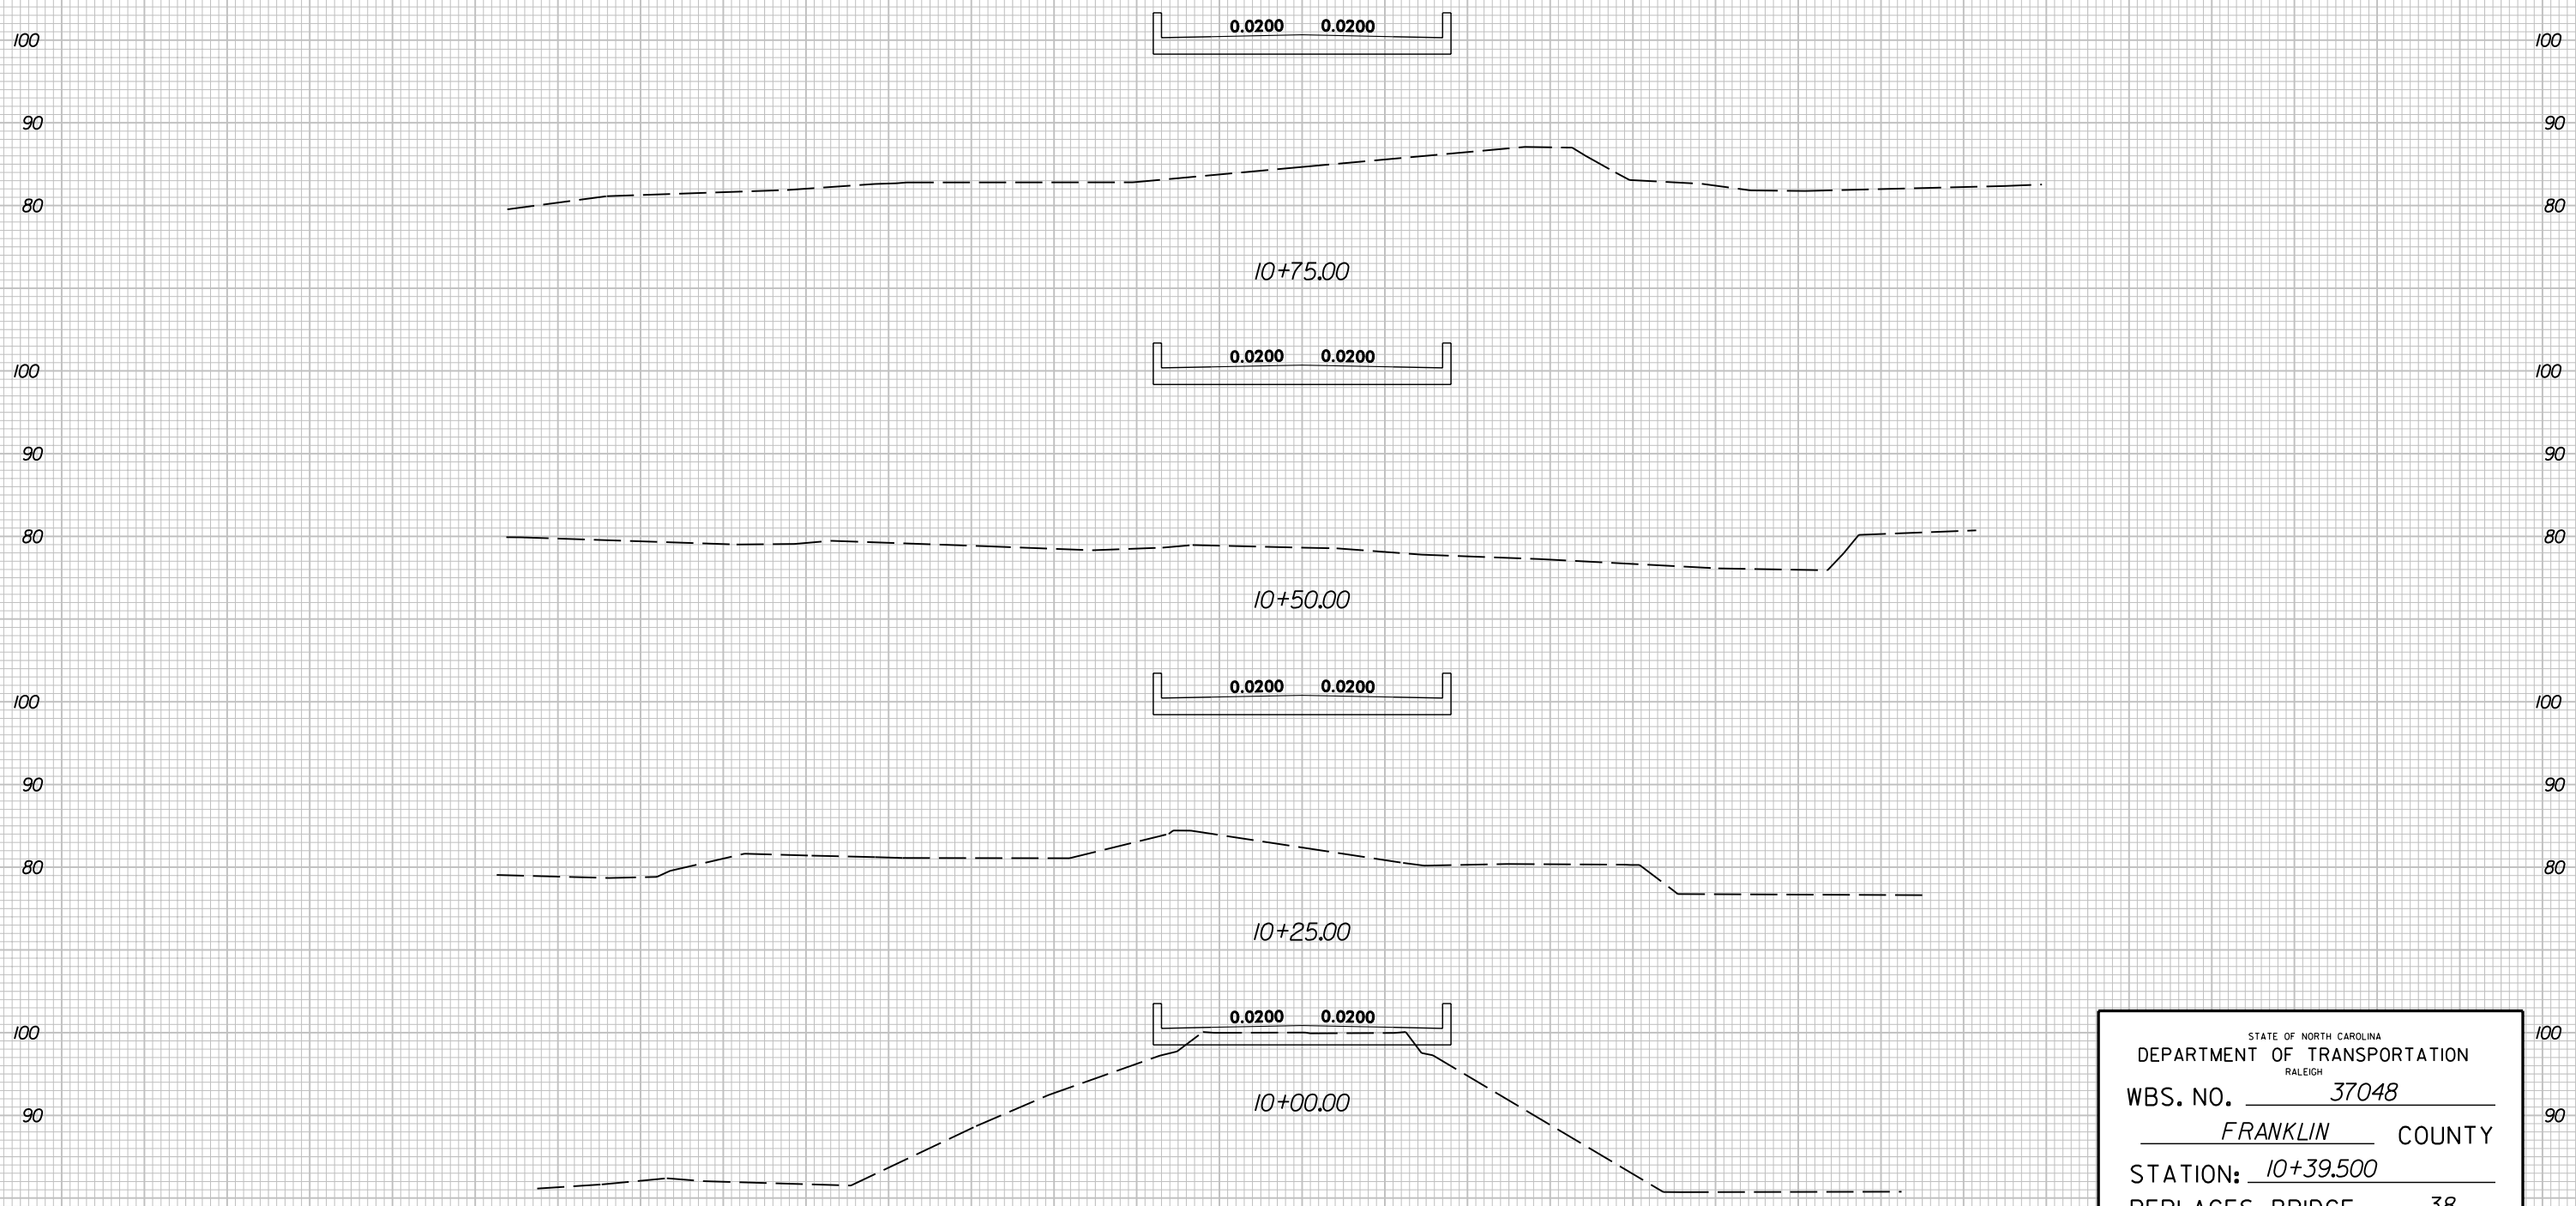 0.0200 0.0200
100 100
90 90
80 80
10+75.00
0.0200 0.0200
100 100
90 90
80 80
10+50.00
0.0200 0.0200
100 100
90 90
80 80
10+25.00
0.0200 0.0200
100 100
90 90
10+00.00
STATE OF NORTH CAROLINA
DEPARTMENT OF TRANSPORTATION
RALEIGH
WBS. NO. 37048
FRANKLIN COUNTY
STATION: 10+39.500
REPLACES BRIDGE 38